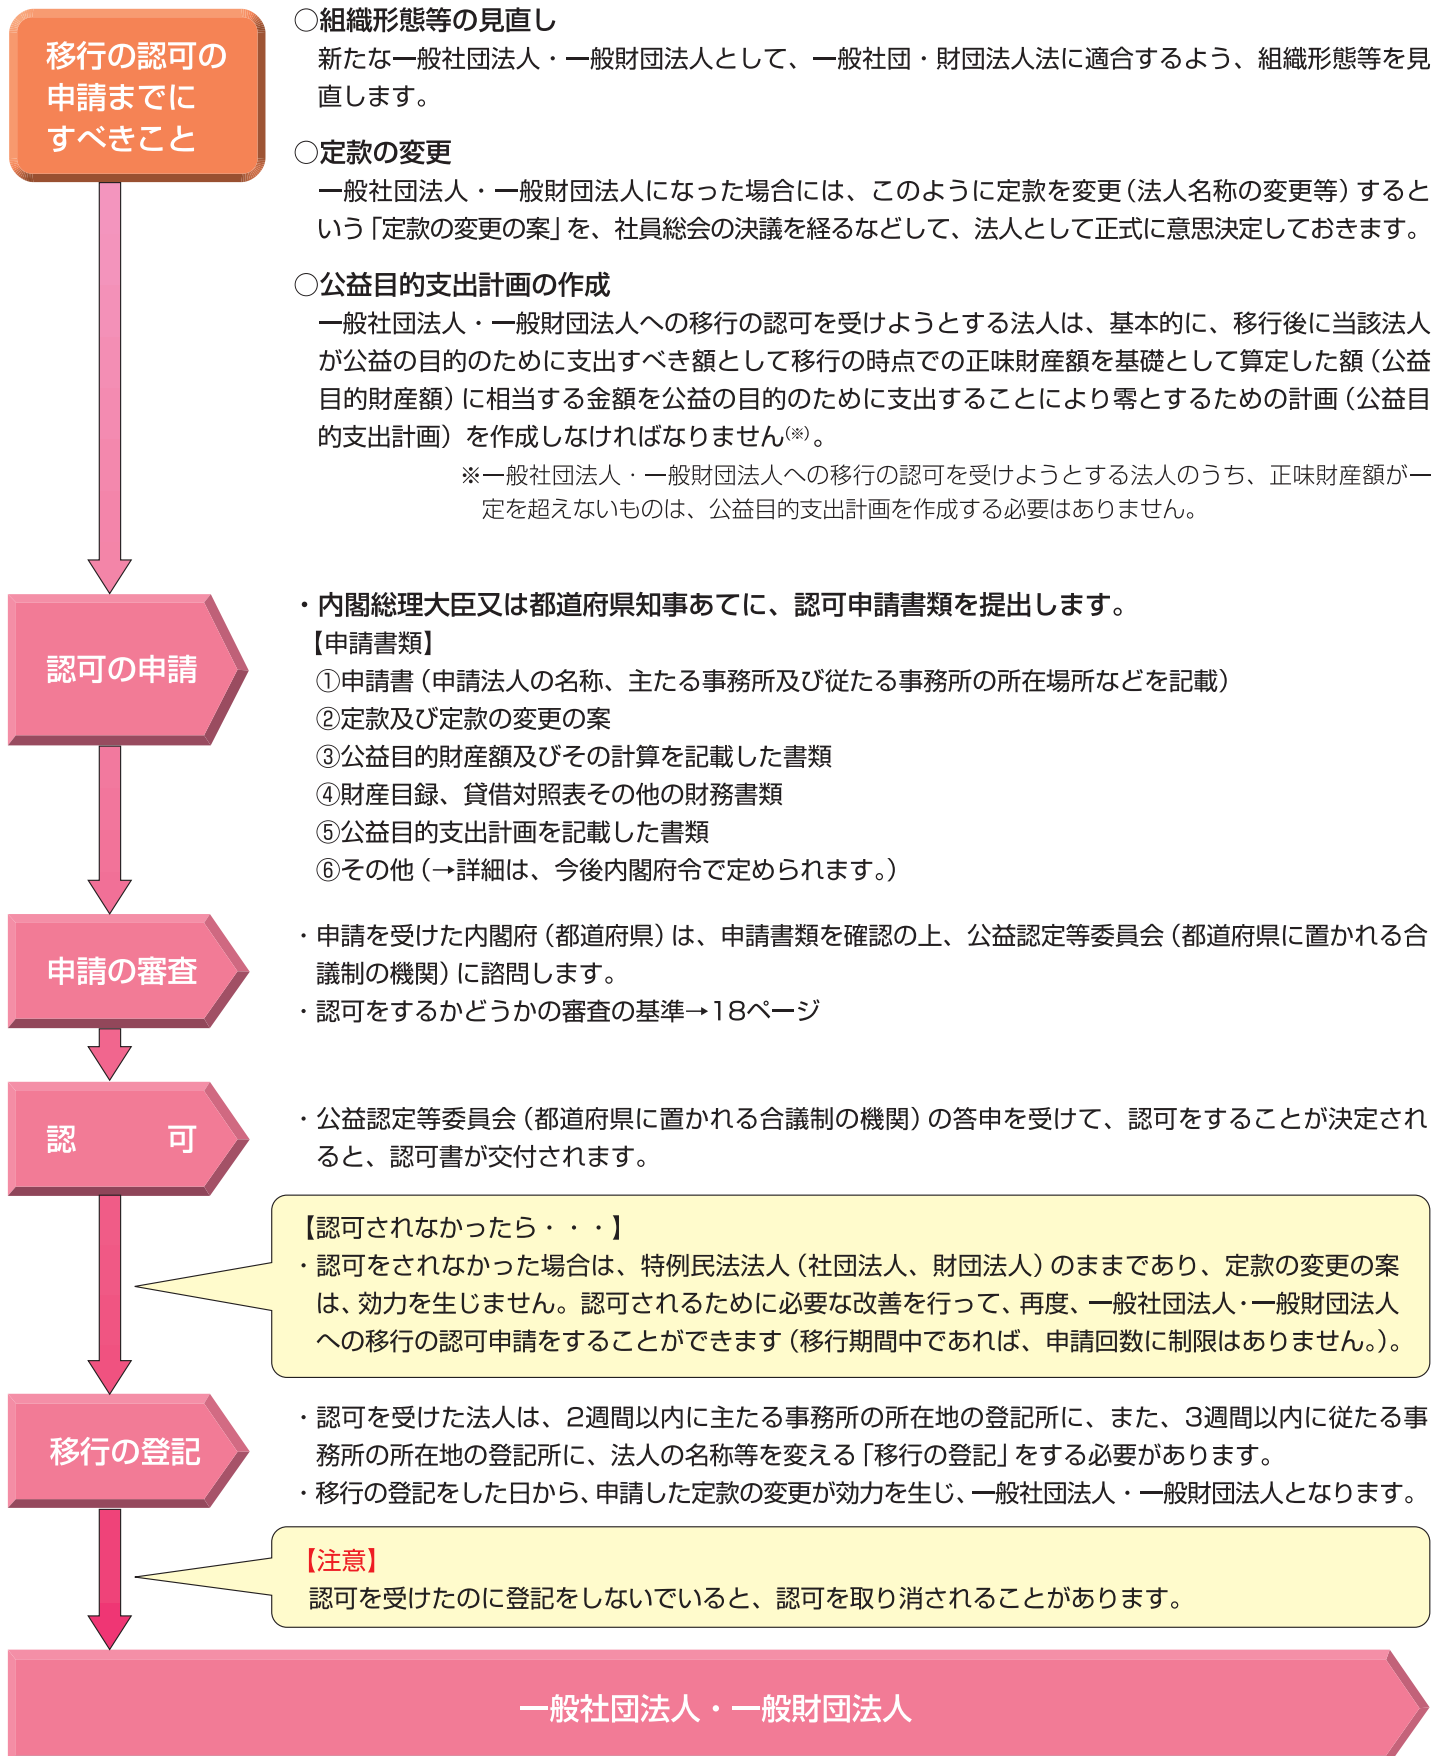 移行の認可の
申請までに
すべきこと
○組織形態等の見直し
新たな一般社団法人・一般財団法人として、一般社団・財団法人法に適合するよう、組織形態等を見
直します。
○定款の変更
一般社団法人・一般財団法人になった場合には、このように定款を変更（法人名称の変更等）すると
いう「定款の変更の案」を、社員総会の決議を経るなどして、法人として正式に意思決定しておきます。
○公益目的支出計画の作成
一般社団法人・一般財団法人への移行の認可を受けようとする法人は、基本的に、移行後に当該法人
が公益の目的のために支出すべき額として移行の時点での正味財産額を基礎として算定した額（公益
目的財産額）に相当する金額を公益の目的のために支出することにより零とするための計画（公益目
的支出計画）を作成しなければなりません(※)。
※一般社団法人・一般財団法人への移行の認可を受けようとする法人のうち、正味財産額が一
定を超えないものは、公益目的支出計画を作成する必要はありません。
認可の申請
・内閣総理大臣又は都道府県知事あてに、認可申請書類を提出します。
【申請書類】
①申請書（申請法人の名称、主たる事務所及び従たる事務所の所在場所などを記載）
②定款及び定款の変更の案
③公益目的財産額及びその計算を記載した書類
④財産目録、貸借対照表その他の財務書類
⑤公益目的支出計画を記載した書類
⑥その他（→詳細は、今後内閣府令で定められます。）
申請の審査
・申請を受けた内閣府（都道府県）は、申請書類を確認の上、公益認定等委員会（都道府県に置かれる合
議制の機関）に諮問します。
・認可をするかどうかの審査の基準→18ページ
認　　　可
・公益認定等委員会（都道府県に置かれる合議制の機関）の答申を受けて、認可をすることが決定され
ると、認可書が交付されます。
【認可されなかったら・・・】
・認可をされなかった場合は、特例民法法人（社団法人、財団法人）のままであり、定款の変更の案
は、効力を生じません。認可されるために必要な改善を行って、再度、一般社団法人・一般財団法人
への移行の認可申請をすることができます（移行期間中であれば、申請回数に制限はありません。）。
移行の登記
・認可を受けた法人は、2週間以内に主たる事務所の所在地の登記所に、また、3週間以内に従たる事
務所の所在地の登記所に、法人の名称等を変える「移行の登記」をする必要があります。
・移行の登記をした日から、申請した定款の変更が効力を生じ、一般社団法人・一般財団法人となります。
【注意】
認可を受けたのに登記をしないでいると、認可を取り消されることがあります。
一般社団法人・一般財団法人